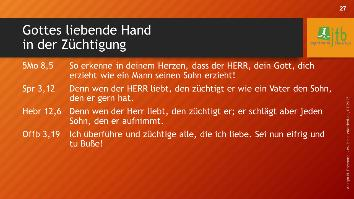 27
Gottes liebende Hand
in der Züchtigung
jtb
5Mo 8,5 So erkenne in deinem Herzen, dass der HERR, dein Gott, dich
erzieht wie ein Mann seinen Sohn erzieht!
Spr 3,12 Denn wen der HERR liebt, den züchtigt er wie ein Vater den Sohn,
den er gern hat.
Hebr 12,6 Denn wen der Herr liebt, den züchtigt er; er schlägt aber jeden
Sohn, den er aufnimmt.
Offb 3,19 Ich überführe und züchtige alle, die ich liebe. Sei nun eifrig und
tu Buße!